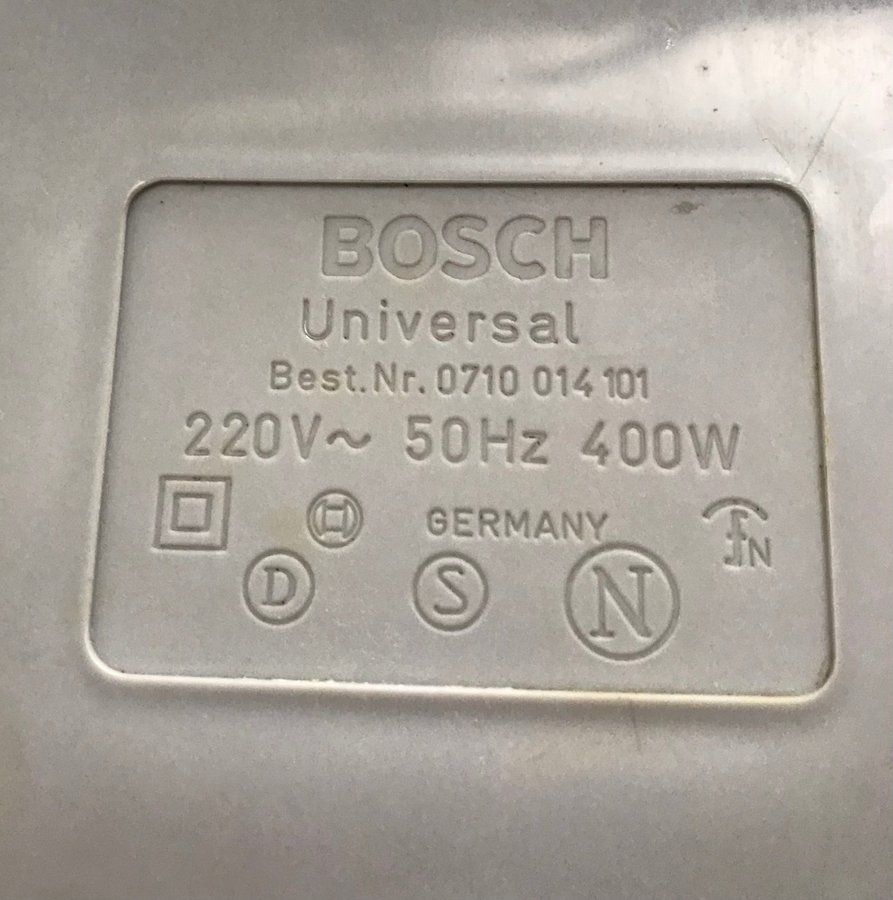 BOSCH
Universal
Best.Nr. 0710 014 101
220V~ 50Hz 400W
GERMANY
D S N
N